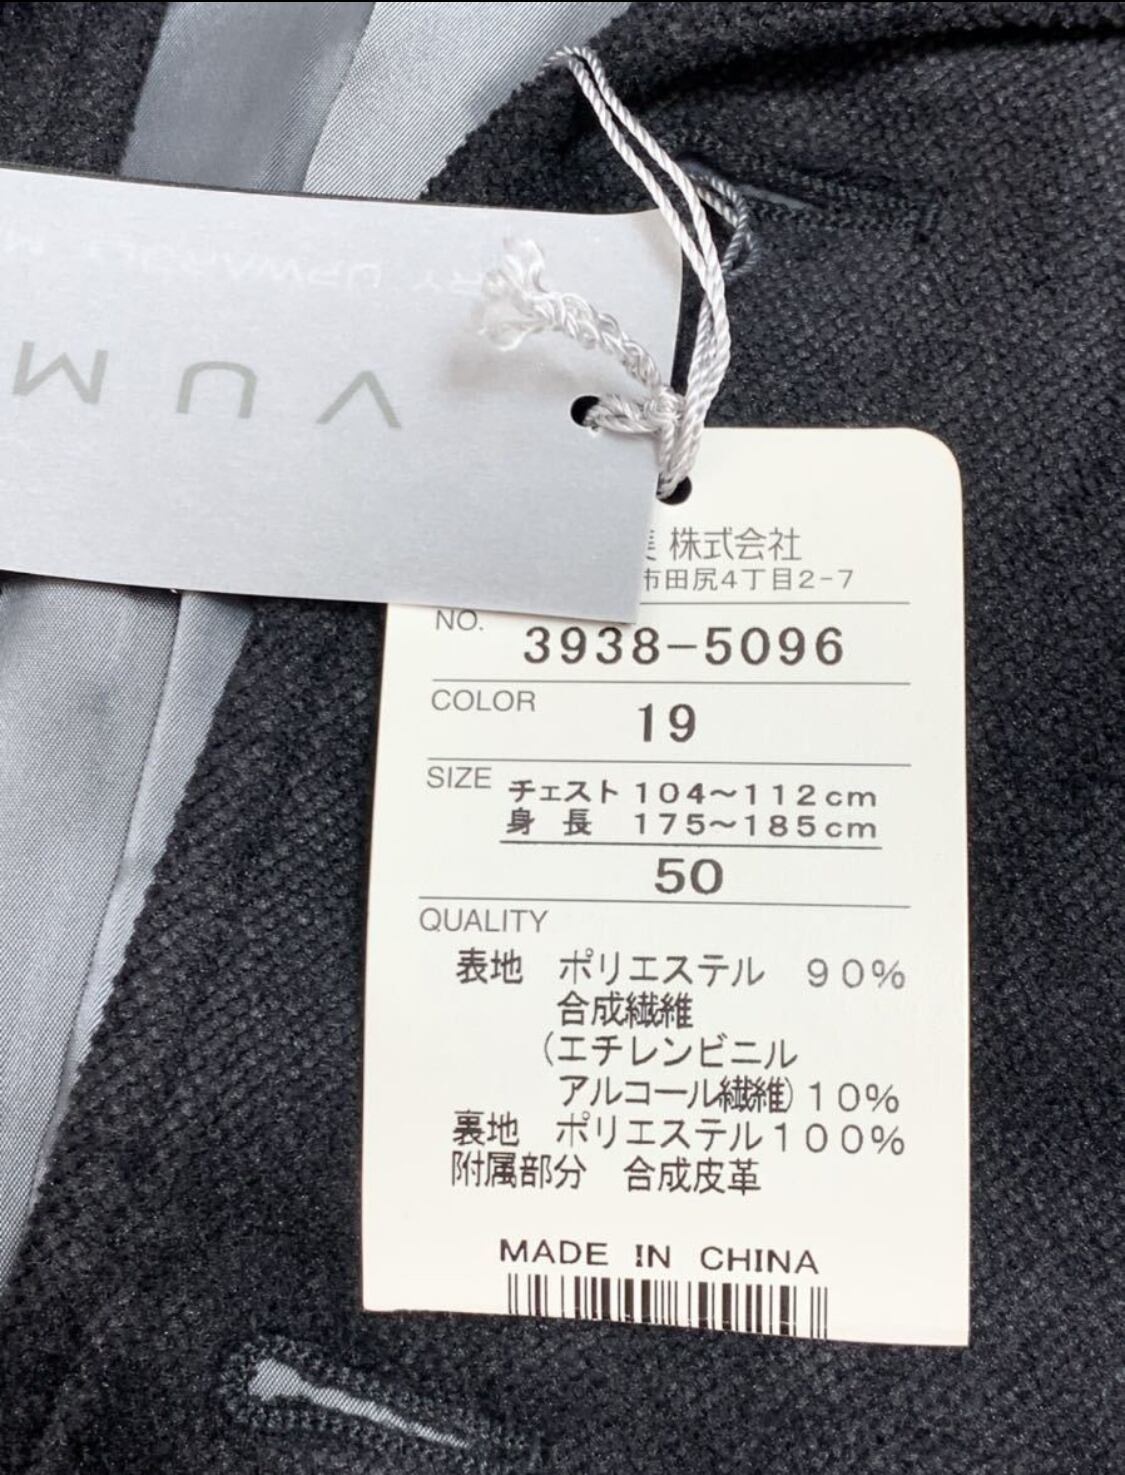 VUM
株式会社
市田尻4丁目2-7
NO. 3938-5096
COLOR 19
SIZE チェスト 104～112cm
身長 175～185cm
50
QUALITY
表地 ポリエステル 90%
合成繊維
(エチレンビニル
アルコール繊維)10%
裏地 ポリエステル100%
附属部分 合成皮革
MADE IN CHINA